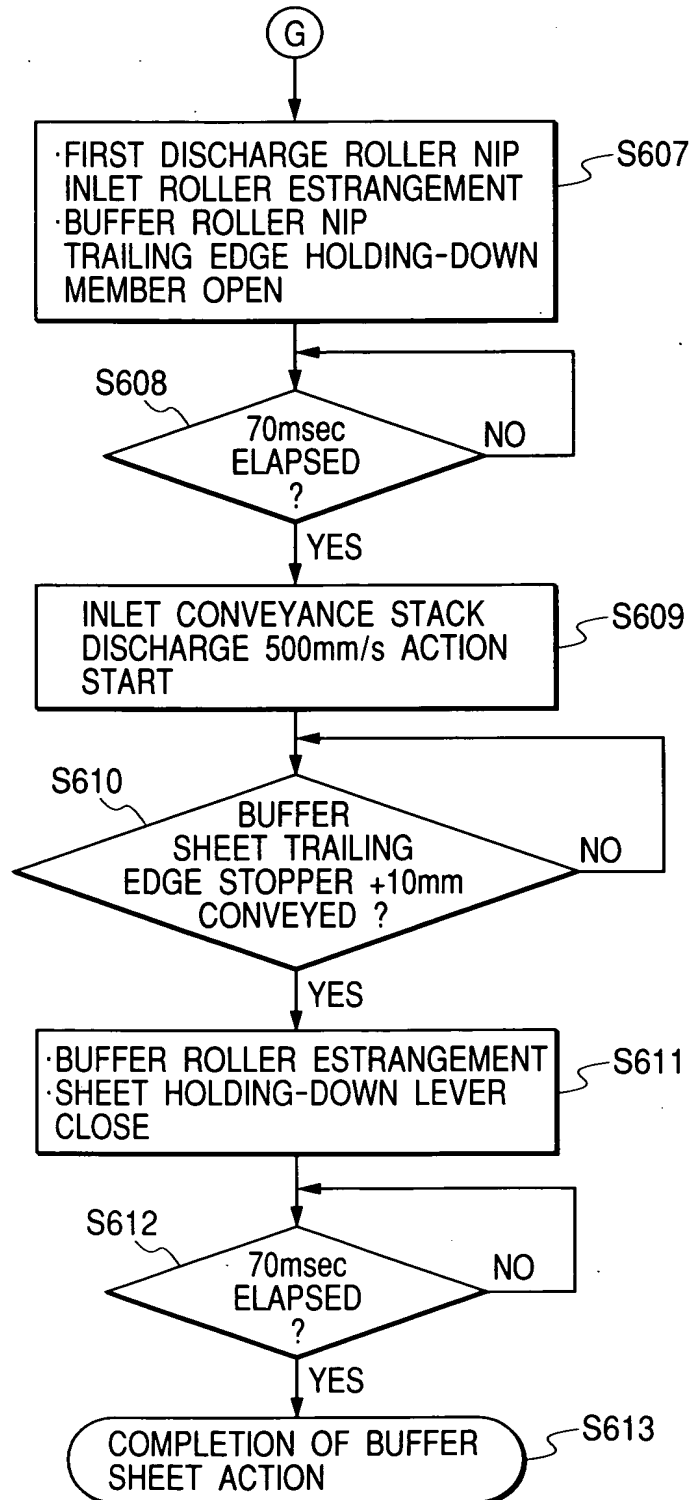 G
·FIRST DISCHARGE ROLLER NIP
INLET ROLLER ESTRANGEMENT
·BUFFER ROLLER NIP
TRAILING EDGE HOLDING-DOWN
MEMBER OPEN
S607
S608
70msec
ELAPSED
?
NO
YES
INLET CONVEYANCE STACK
DISCHARGE 500mm/s ACTION
START
S609
S610
BUFFER
SHEET TRAILING
EDGE STOPPER +10mm
CONVEYED ?
NO
YES
·BUFFER ROLLER ESTRANGEMENT
·SHEET HOLDING-DOWN LEVER
CLOSE
S611
S612
70msec
ELAPSED
?
NO
YES
COMPLETION OF BUFFER
SHEET ACTION
S613